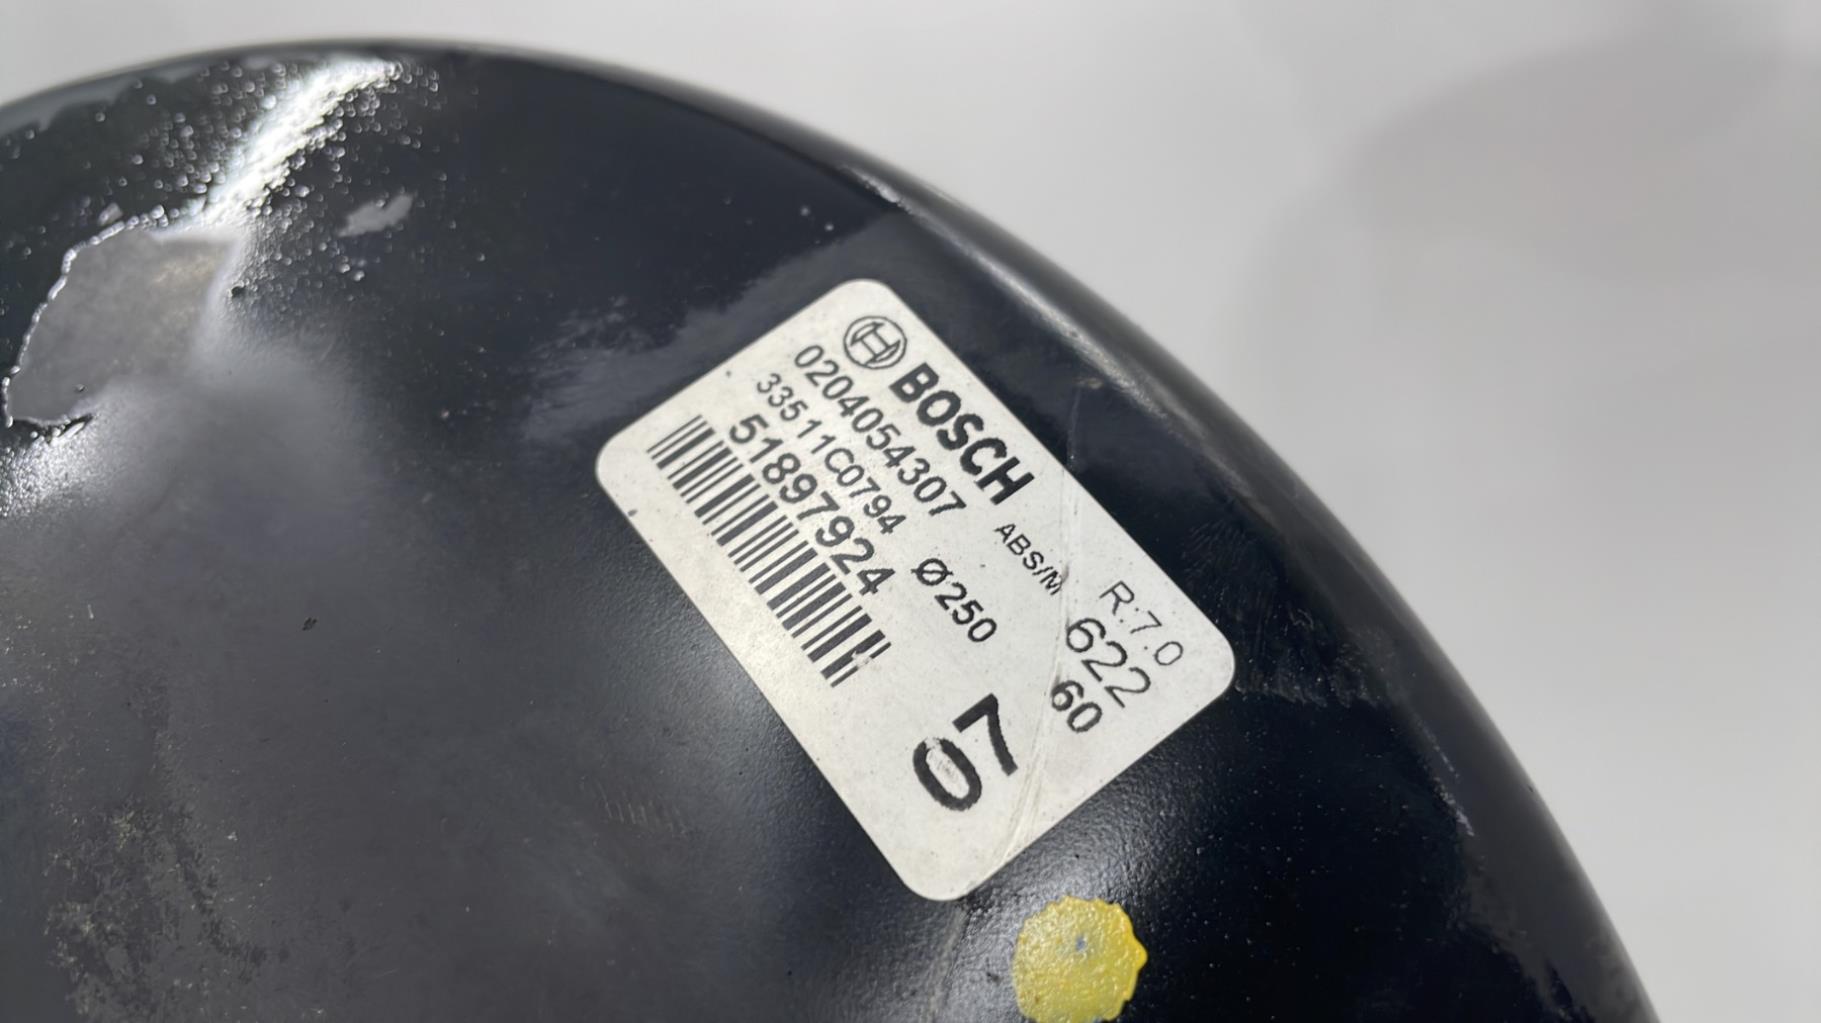 BOSCH
0204054307 ABS/M R:7.0
33511C0794 Ø250 622
51897924 60
07